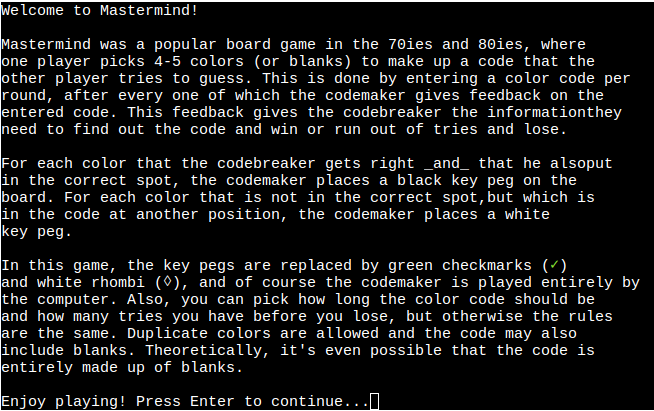 Welcome to Mastermind!
Mastermind was a popular board game in the 70ies and 80ies, where
one player picks 4-5 colors (or blanks) to make up a code that the
other player tries to guess. This is done by entering a color code per
round, after every one of which the codemaker gives feedback on the
entered code. This feedback gives the codebreaker the informationthey
need to find out the code and win or run out of tries and lose.
For each color that the codebreaker gets right _and_ that he alsoput
in the correct spot, the codemaker places a black key peg on the
board. For each color that is not in the correct spot,but which is
in the code at another position, the codemaker places a white
key peg.
In this game, the key pegs are replaced by green checkmarks (✓)
and white rhombi (◊), and of course the codemaker is played entirely by
the computer. Also, you can pick how long the color code should be
and how many tries you have before you lose, but otherwise the rules
are the same. Duplicate colors are allowed and the code may also
include blanks. Theoretically, it's even possible that the code is
entirely made up of blanks.
Enjoy playing! Press Enter to continue...